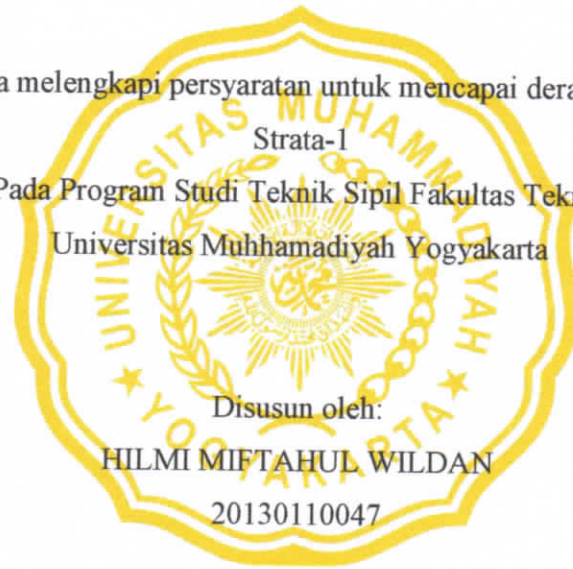 a melengkapi persyaratan untuk mencapai dera
Strata-1
Pada Program Studi Teknik Sipil Fakultas Tekn
Universitas Muhhamadiyah Yogyakarta
Disusun oleh:
HILMI MIFTAHUL WILDAN
20130110047
UNIVERSITAS MUHAMMADIYAH
★ YOGYAKARTA ★